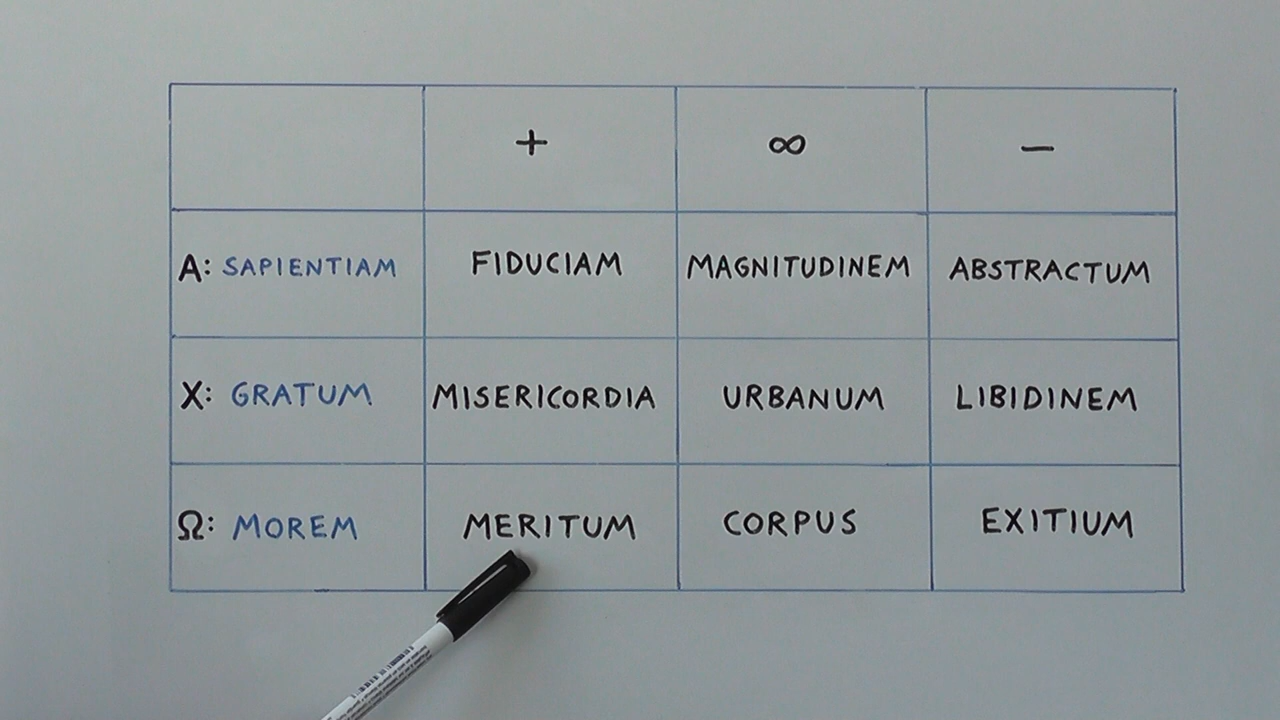 + ∞ −
A: SAPIENTIAM FIDUCIAM MAGNITUDINEM ABSTRACTUM
X: GRATUM MISERICORDIA URBANUM LIBIDINEM
Ω: MOREM MERITUM CORPUS EXITIUM